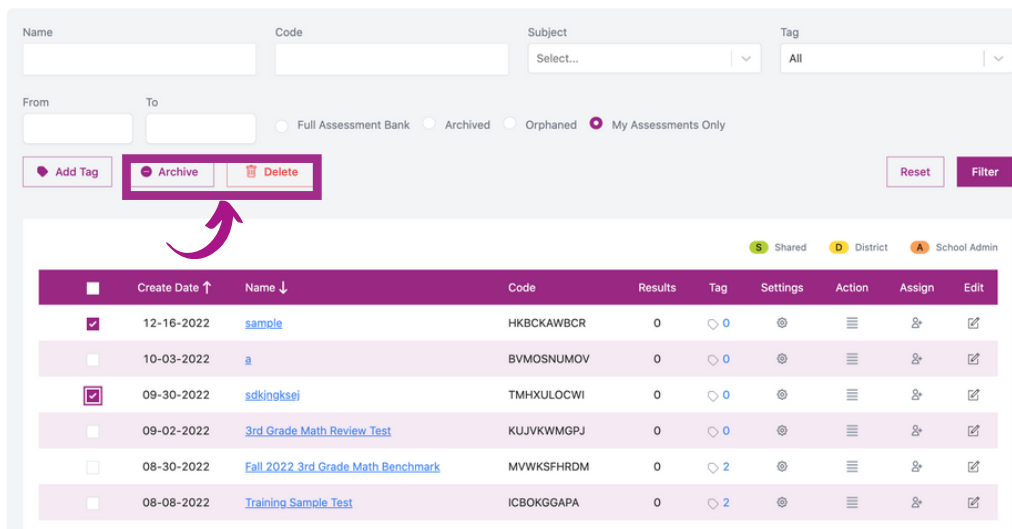 Name Code Subject Tag
Select... All
From To
Full Assessment Bank Archived Orphaned My Assessments Only
Add Tag Archive Delete Reset Filter
S Shared D District A School Admin
Create Date ↑ Name ↓ Code Results Tag Settings Action Assign Edit
12-16-2022 sample HKBCKAWBCR 0 0
10-03-2022 a BVMOSNUMOV 0 0
09-30-2022 sdkjngksej TMHXULOCWI 0 0
09-02-2022 3rd Grade Math Review Test KUJVKWMGPJ 0 0
08-30-2022 Fall 2022 3rd Grade Math Benchmark MVWKSFHRDM 0 2
08-08-2022 Training Sample Test ICBOKGGAPA 0 2